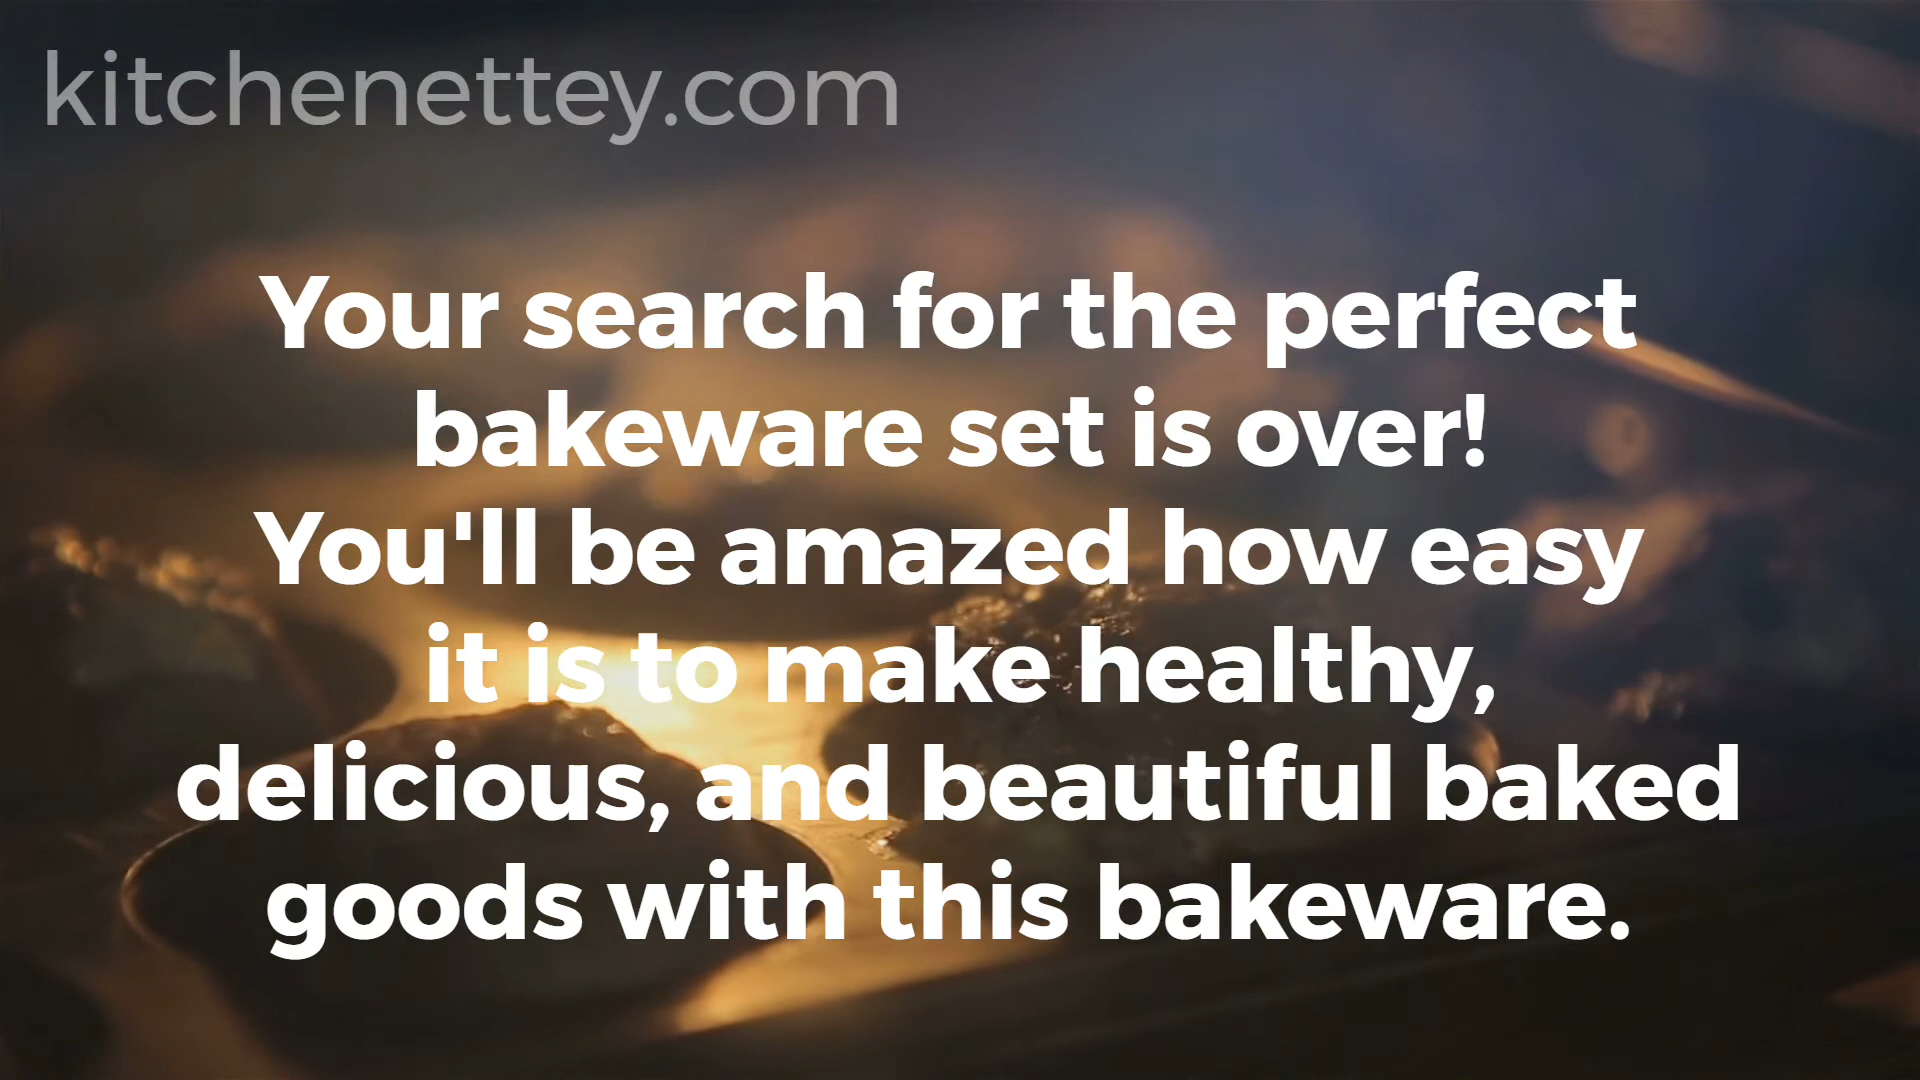 kitchenettey.com
Your search for the perfect
bakeware set is over!
You'll be amazed how easy
it is to make healthy,
delicious, and beautiful baked
goods with this bakeware.